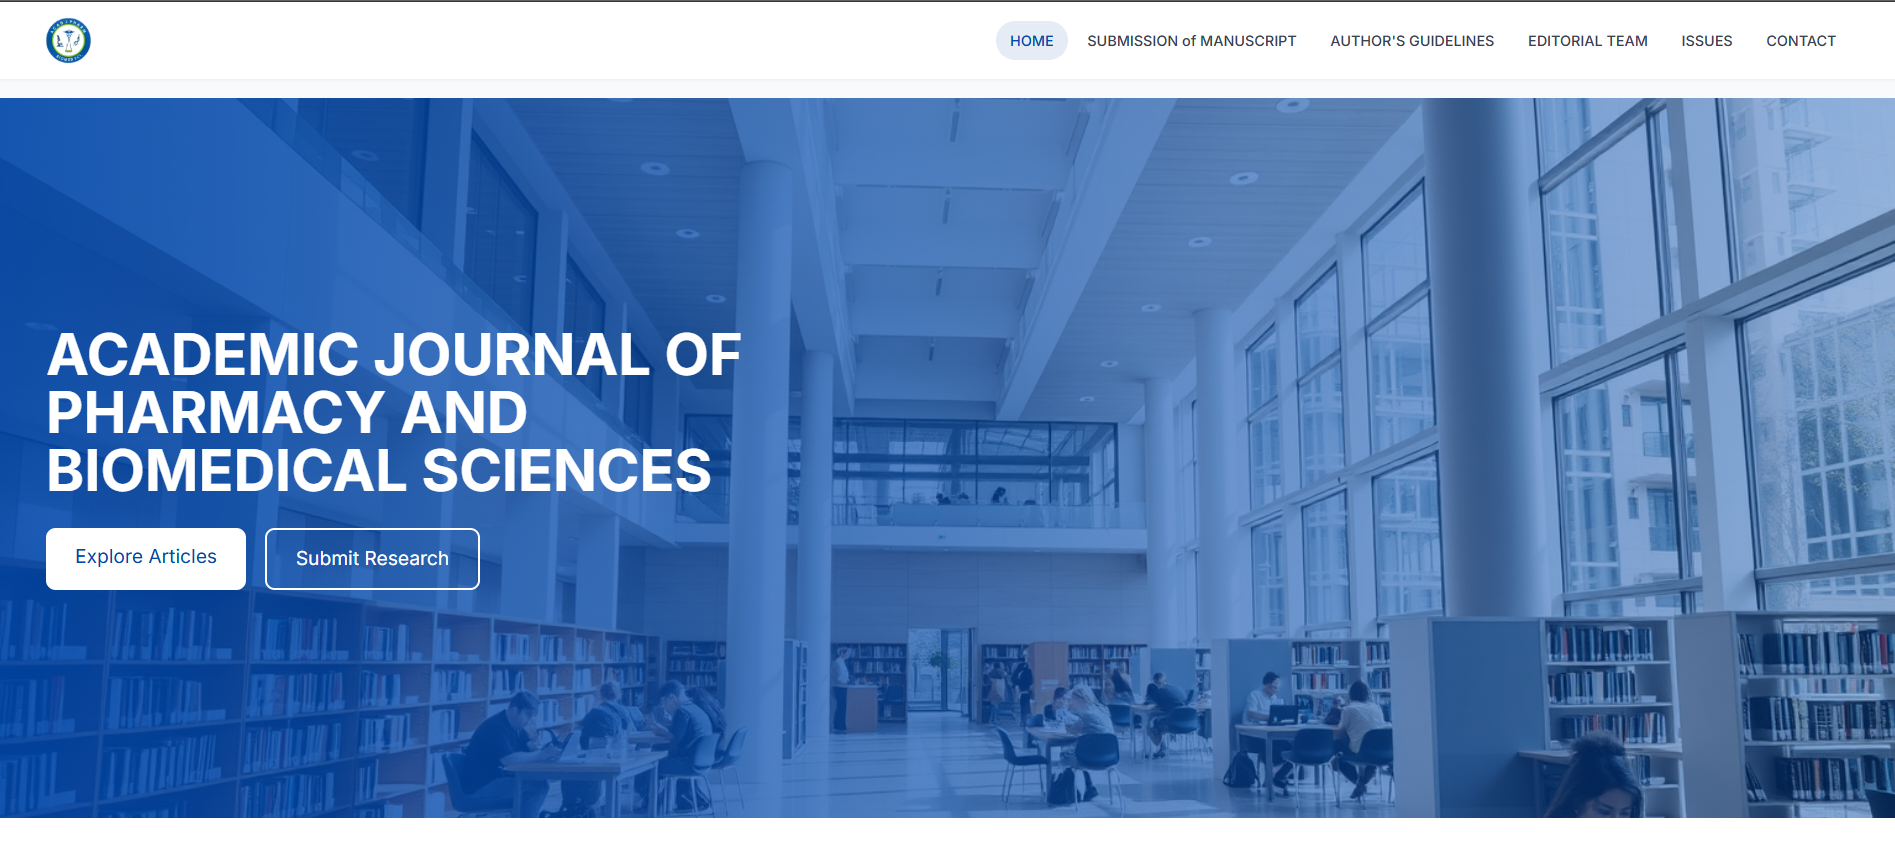 HOME
SUBMISSION of MANUSCRIPT
AUTHOR'S GUIDELINES
EDITORIAL TEAM
ISSUES
CONTACT
ACADEMIC JOURNAL OF
PHARMACY AND
BIOMEDICAL SCIENCES
Explore Articles
Submit Research